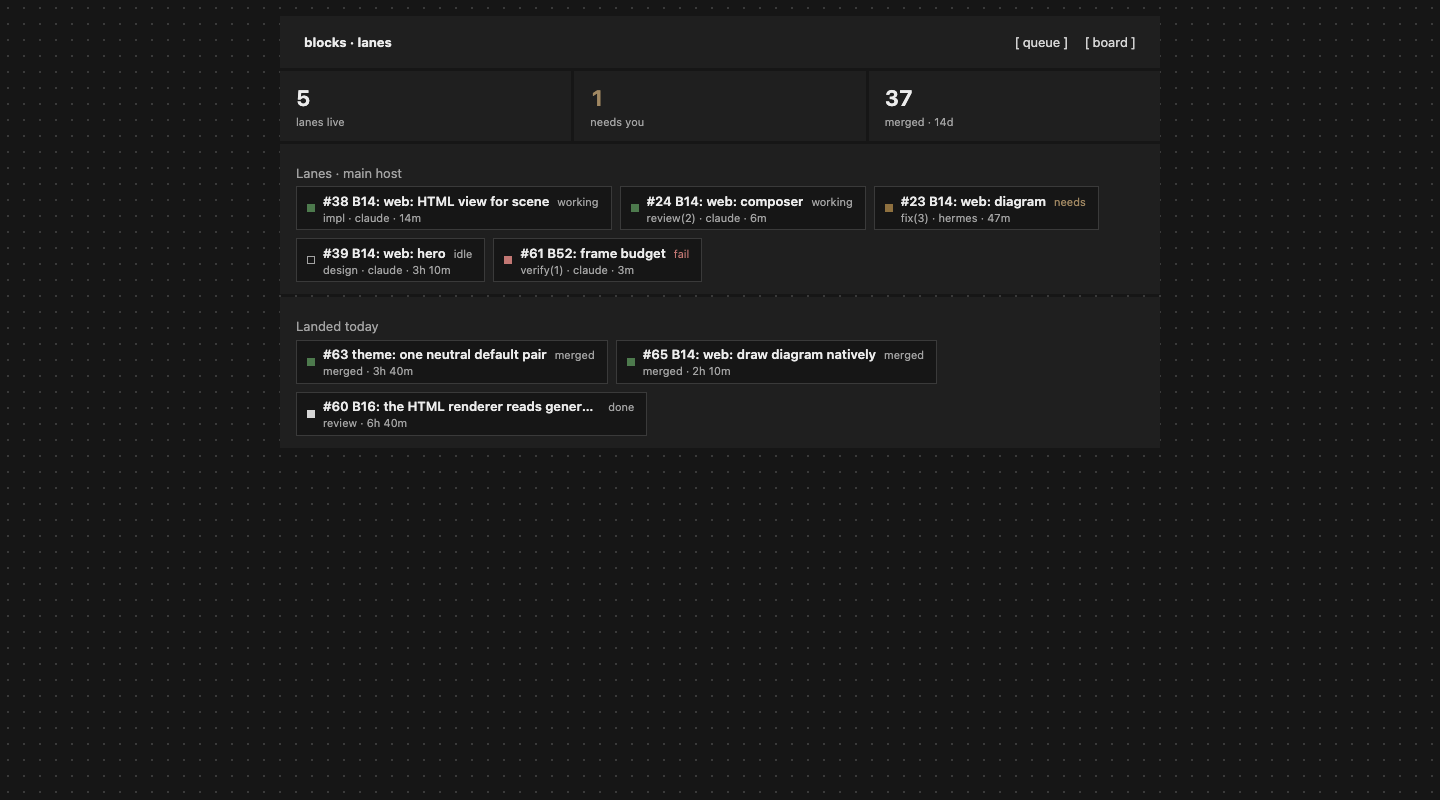 blocks · lanes
[ queue ] [ board ]
5
lanes live
1
needs you
37
merged · 14d
Lanes · main host
#38 B14: web: HTML view for scene working
impl · claude · 14m
#24 B14: web: composer working
review(2) · claude · 6m
#23 B14: web: diagram needs
fix(3) · hermes · 47m
#39 B14: web: hero idle
design · claude · 3h 10m
#61 B52: frame budget fail
verify(1) · claude · 3m
Landed today
#63 theme: one neutral default pair merged
merged · 3h 40m
#65 B14: web: draw diagram natively merged
merged · 2h 10m
#60 B16: the HTML renderer reads gener... done
review · 6h 40m